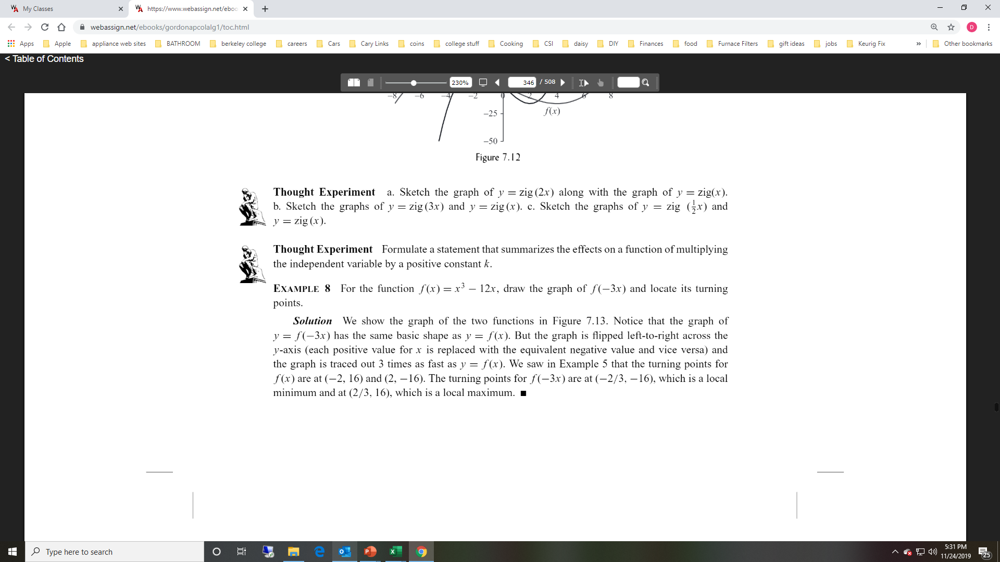 My Classes
https://www.webassign.net/eboo
webassign.net/ebooks/gordonapcolalg1/toc.html
D
Apps Apple appliance web sites BATHROOM berkeley college careers Cars Cary Links coins college stuff Cooking CSI daisy DIY Finances food Furnace Filters gift ideas jobs Keurig Fix » Other bookmarks
< Table of Contents
230% 346 / 508
−8 −6 −4 −2 0 2 4 6 8
−25 f(x)
−50
Figure 7.12
Thought Experiment a. Sketch the graph of y = zig (2x) along with the graph of y = zig(x).
b. Sketch the graphs of y = zig (3x) and y = zig (x). c. Sketch the graphs of y = zig (½x) and
y = zig (x).
Thought Experiment Formulate a statement that summarizes the effects on a function of multiplying
the independent variable by a positive constant k.
EXAMPLE 8 For the function f(x) = x³ − 12x, draw the graph of f(−3x) and locate its turning
points.
Solution We show the graph of the two functions in Figure 7.13. Notice that the graph of
y = f(−3x) has the same basic shape as y = f(x). But the graph is flipped left-to-right across the
y-axis (each positive value for x is replaced with the equivalent negative value and vice versa) and
the graph is traced out 3 times as fast as y = f(x). We saw in Example 5 that the turning points for
f(x) are at (−2, 16) and (2, −16). The turning points for f(−3x) are at (−2/3, −16), which is a local
minimum and at (2/3, 16), which is a local maximum. ■
Type here to search
5:31 PM
11/24/2019
25